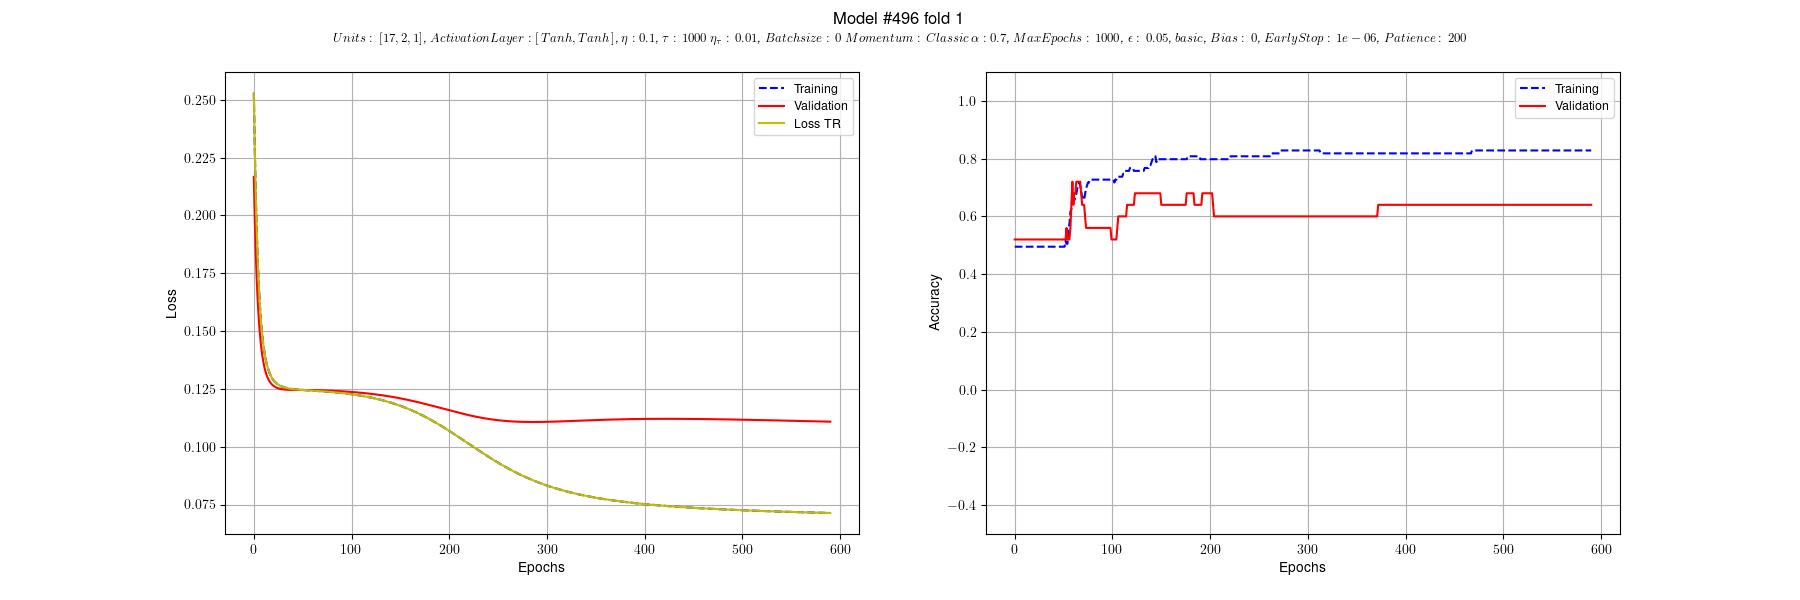 Model #496 fold 1
Units : [17, 2, 1], ActivationLayer : [Tanh, Tanh], η : 0.1, τ : 1000 ητ : 0.01, Batchsize : 0 Momentum : Classic α : 0.7, MaxEpochs : 1000, ϵ : 0.05, basic, Bias : 0, EarlyStop : 1e − 06, Patience : 200
Training
Validation
Loss TR
0.250
0.225
0.200
0.175
0.150
0.125
0.100
0.075
Loss
0
100
200
300
400
500
600
Epochs
Training
Validation
1.0
0.8
0.6
0.4
0.2
0.0
−0.2
−0.4
Accuracy
0
100
200
300
400
500
600
Epochs